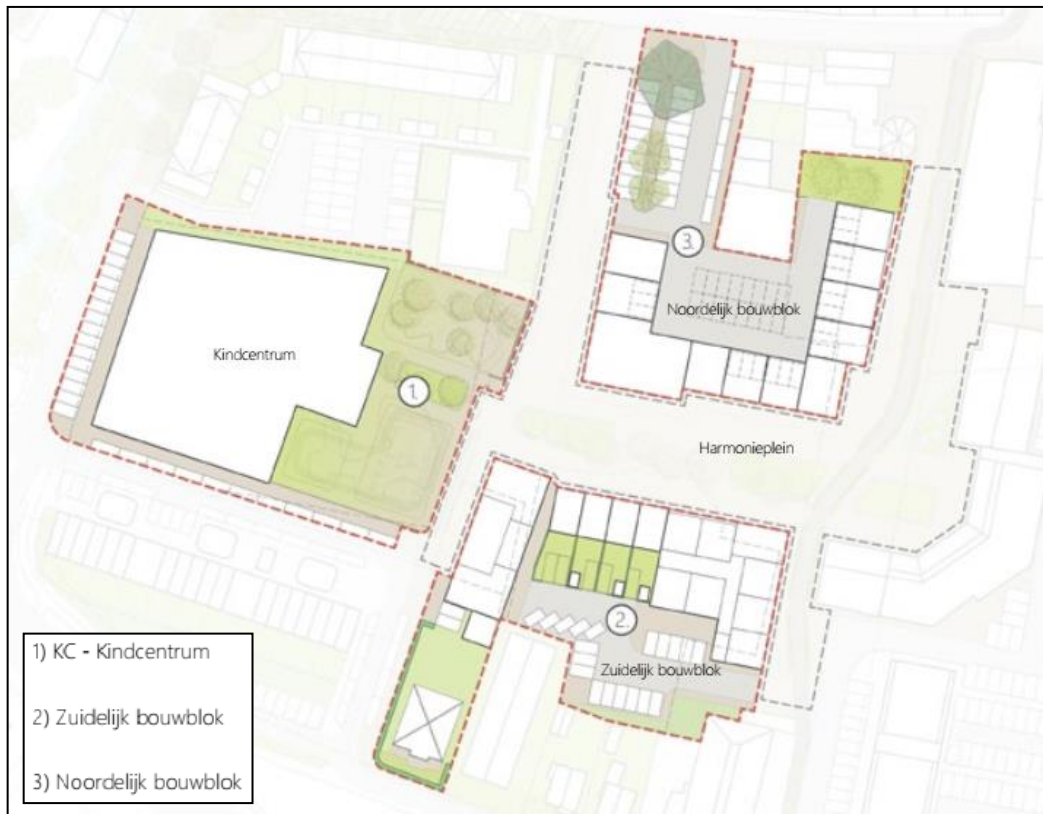 3.
Noordelijk bouwblok
Kindcentrum
1.
Harmonieplein
2.
Zuidelijk bouwblok
1) KC - Kindcentrum
2) Zuidelijk bouwblok
3) Noordelijk bouwblok